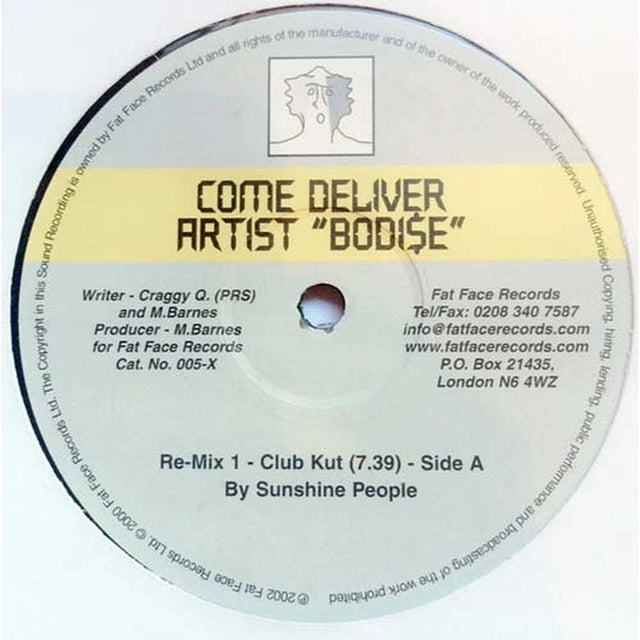 COME DELIVER
ARTIST "BODI$E"
Writer - Craggy Q. (PRS)
and M.Barnes
Producer - M.Barnes
for Fat Face Records
Cat. No. 005-X
Fat Face Records
Tel/Fax: 0208 340 7587
info@fatfacerecords.com
www.fatfacerecords.com
P.O. Box 21435,
London N6 4WZ
Re-Mix 1 - Club Kut (7.39) - Side A
By Sunshine People
℗ 2002 Fat Face Records Ltd. © 2000 Fat Face Records Ltd. The Copyright in this Sound Recording is owned by Fat Face Records Ltd and all rights of the manufacturer and of the owner of the work produced reserved. Unauthorised Copying, hiring, lending, public performance and broadcasting of the work prohibited